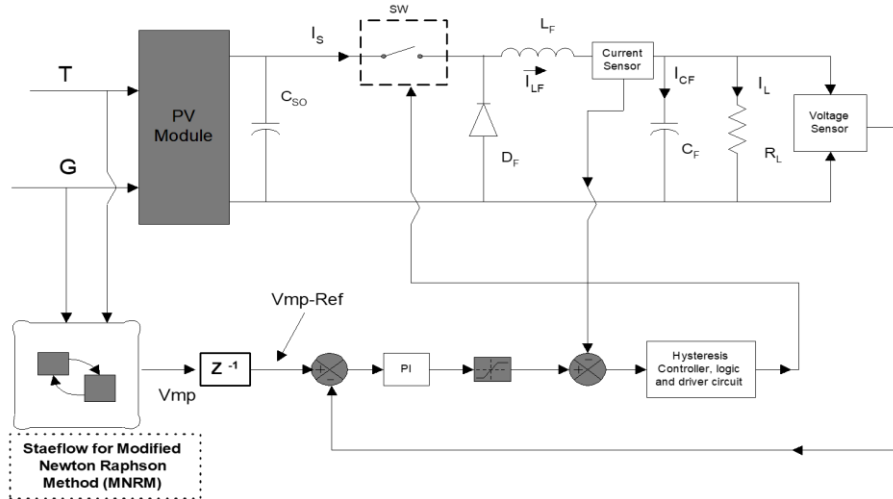 SW
I_S
L_F
Current
Sensor
T
C_SO
I_LF
I_CF
I_L
PV
Module
Voltage
Sensor
G
D_F
C_F
R_L
Vmp-Ref
Vmp
Z -1
+
−
PI
+
−
Hysteresis
Controller, logic
and driver circuit
Staeflow for Modified
Newton Raphson
Method (MNRM)